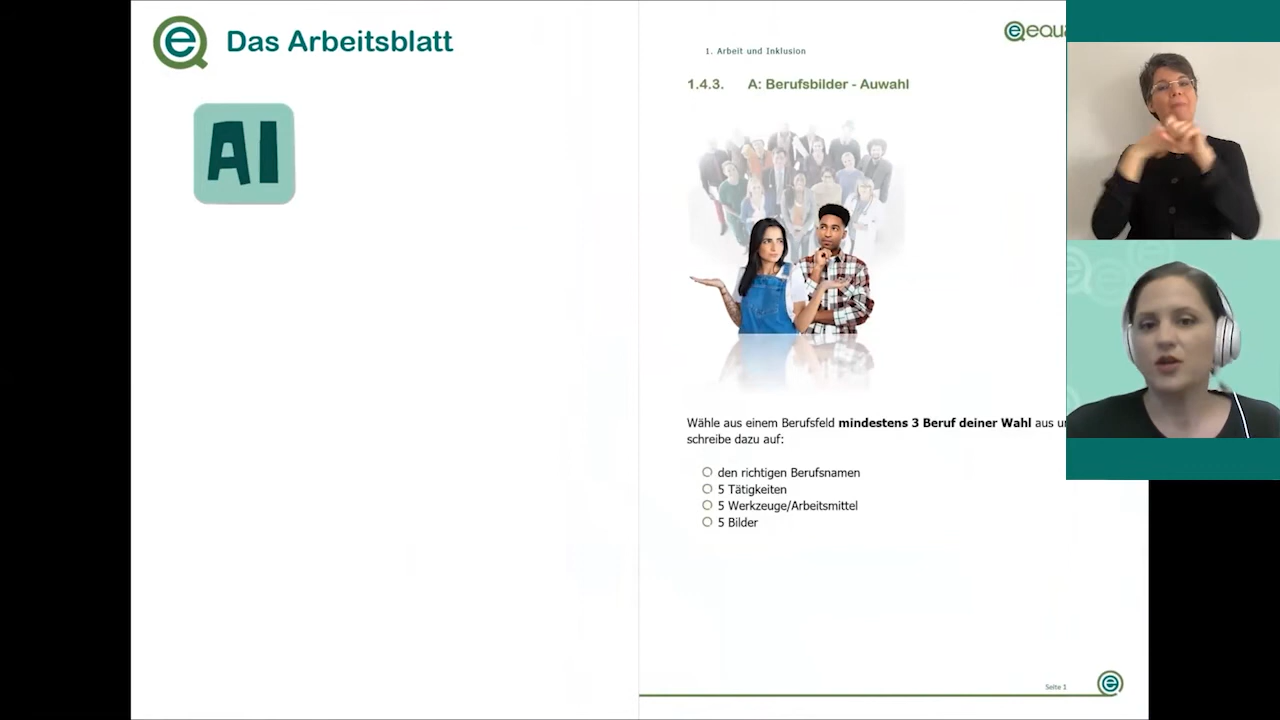 Das Arbeitsblatt
AI
1. Arbeit und Inklusion
1.4.3. A: Berufsbilder - Auwahl
Wähle aus einem Berufsfeld mindestens 3 Beruf deiner Wahl aus
schreibe dazu auf:
den richtigen Berufsnamen
5 Tätigkeiten
5 Werkzeuge/Arbeitsmittel
5 Bilder
Seite 1